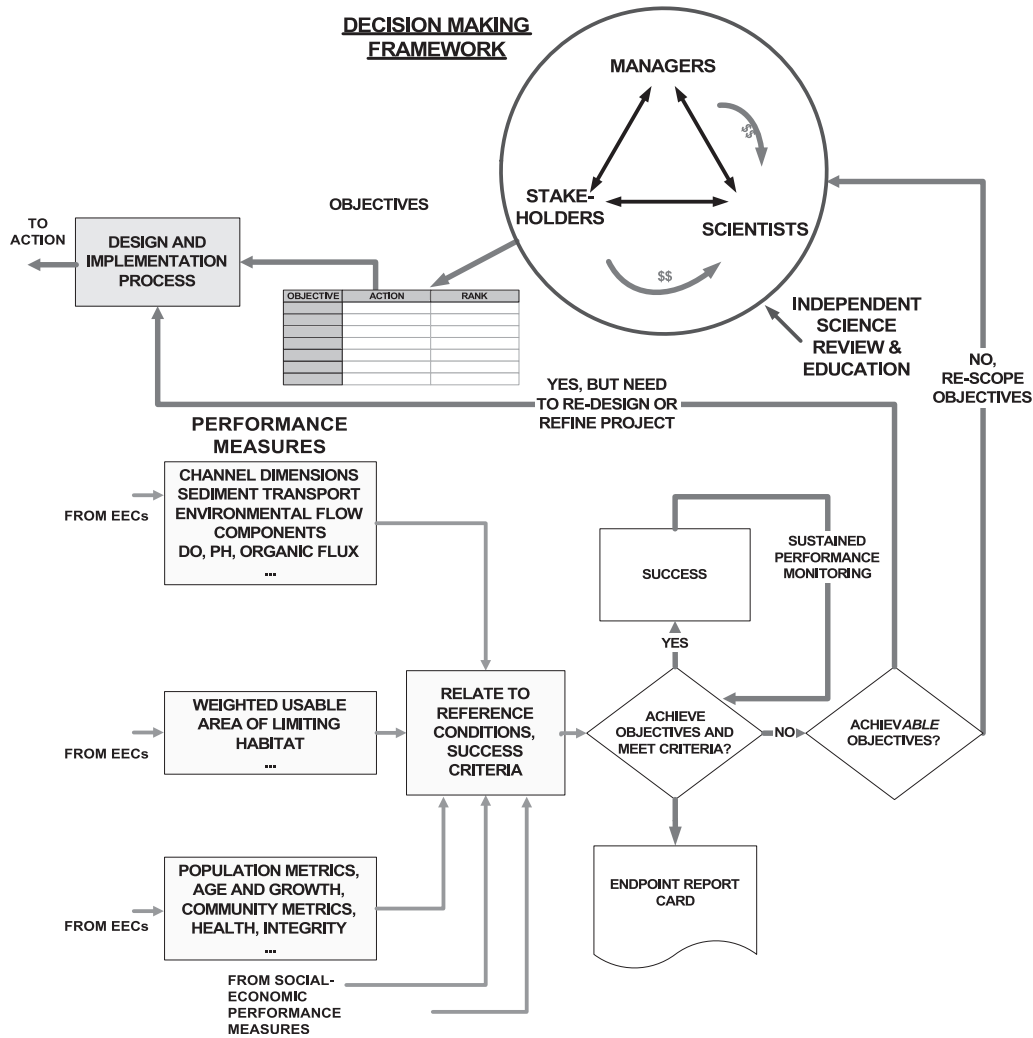 DECISION MAKING
FRAMEWORK
MANAGERS
$$
STAKE-
HOLDERS
SCIENTISTS
$$
OBJECTIVES
TO
ACTION
DESIGN AND
IMPLEMENTATION
PROCESS
OBJECTIVE ACTION RANK
INDEPENDENT
SCIENCE
REVIEW &
EDUCATION
NO,
RE-SCOPE
OBJECTIVES
YES, BUT NEED
TO RE-DESIGN OR
REFINE PROJECT
PERFORMANCE
MEASURES
CHANNEL DIMENSIONS
SEDIMENT TRANSPORT
ENVIRONMENTAL FLOW
COMPONENTS
DO, PH, ORGANIC FLUX
...
FROM EECs
SUCCESS
SUSTAINED
PERFORMANCE
MONITORING
YES
WEIGHTED USABLE
AREA OF LIMITING
HABITAT
...
FROM EECs
RELATE TO
REFERENCE
CONDITIONS,
SUCCESS
CRITERIA
ACHIEVE
OBJECTIVES AND
MEET CRITERIA?
NO
ACHIEVABLE
OBJECTIVES?
POPULATION METRICS,
AGE AND GROWTH,
COMMUNITY METRICS,
HEALTH, INTEGRITY
...
FROM EECs
ENDPOINT REPORT
CARD
FROM SOCIAL-
ECONOMIC
PERFORMANCE
MEASURES